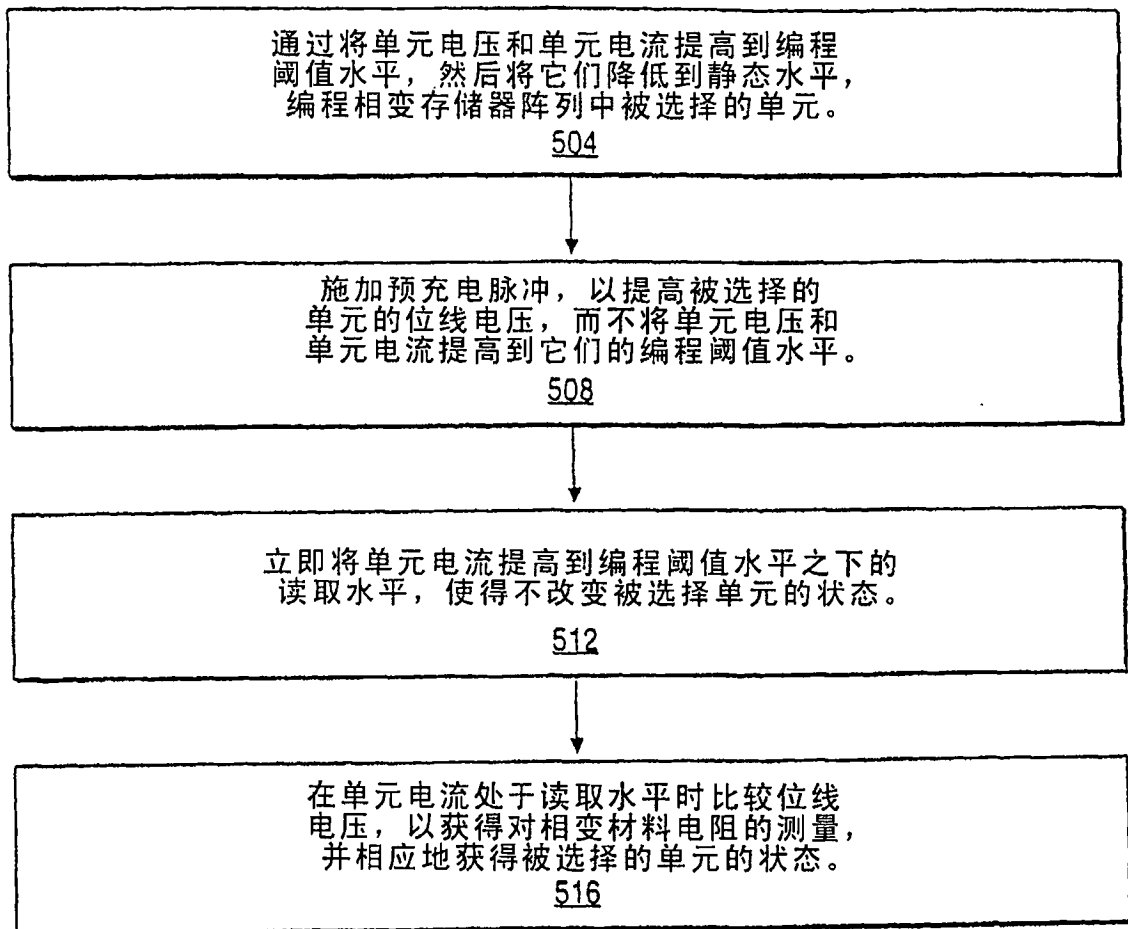 通过将单元电压和单元电流提高到编程
阈值水平，然后将它们降低到静态水平，
编程相变存储器阵列中被选择的单元。
504
施加预充电脉冲，以提高被选择的
单元的位线电压，而不将单元电压和
单元电流提高到它们的编程阈值水平。
508
立即将单元电流提高到编程阈值水平之下的
读取水平，使得不改变被选择单元的状态。
512
在单元电流处于读取水平时比较位线
电压，以获得对相变材料电阻的测量，
并相应地获得被选择的单元的状态。
516